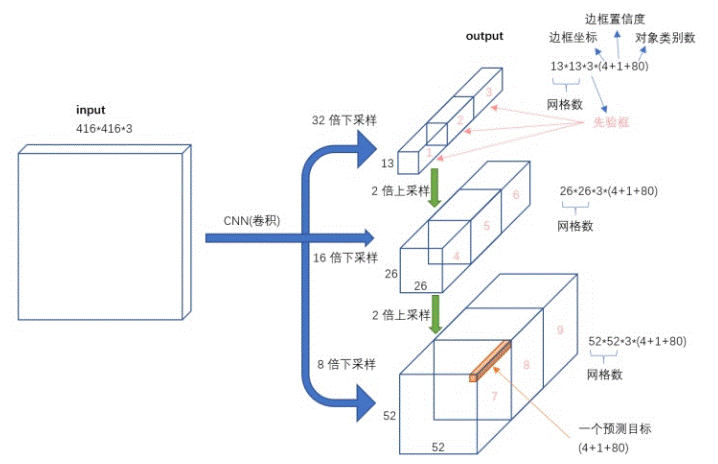 output
边框置信度
边框坐标
对象类别数
13*13*3*(4+1+80)
网格数
先验框
input
416*416*3
32 倍下采样
3
2
1
13
2 倍上采样
CNN(卷积)
16 倍下采样
6
5
4
26
26
26*26*3*(4+1+80)
网格数
2 倍上采样
8 倍下采样
9
8
7
52
52
52*52*3*(4+1+80)
网格数
一个预测目标
(4+1+80)